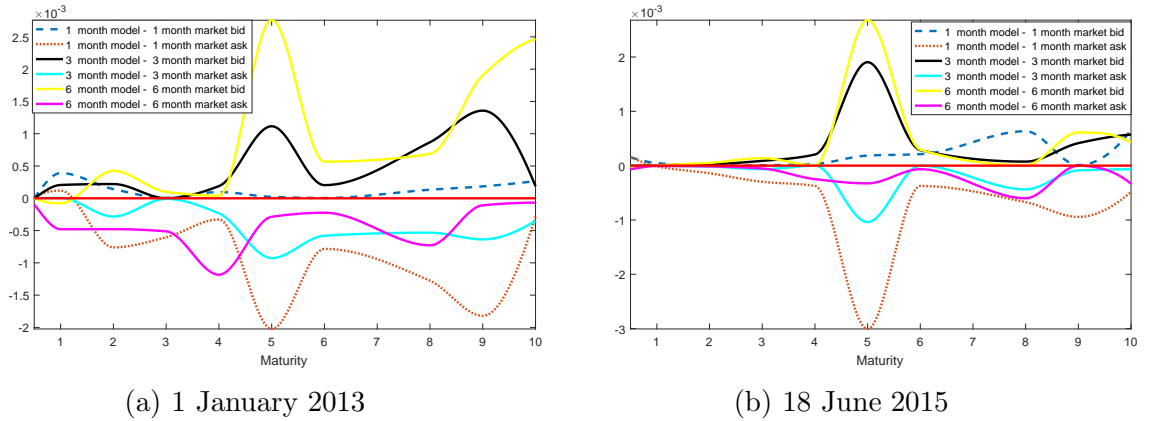 ×10⁻³
2.5
2
1.5
1
0.5
0
-0.5
-1
-1.5
-2
1 month model - 1 month market bid
1 month model - 1 month market ask
3 month model - 3 month market bid
3 month model - 3 month market ask
6 month model - 6 month market bid
6 month model - 6 month market ask
1 2 3 4 5 6 7 8 9 10
Maturity
(a) 1 January 2013
×10⁻³
2
1
0
-1
-2
-3
1 month model - 1 month market bid
1 month model - 1 month market ask
3 month model - 3 month market bid
3 month model - 3 month market ask
6 month model - 6 month market bid
6 month model - 6 month market ask
1 2 3 4 5 6 7 8 9 10
Maturity
(b) 18 June 2015